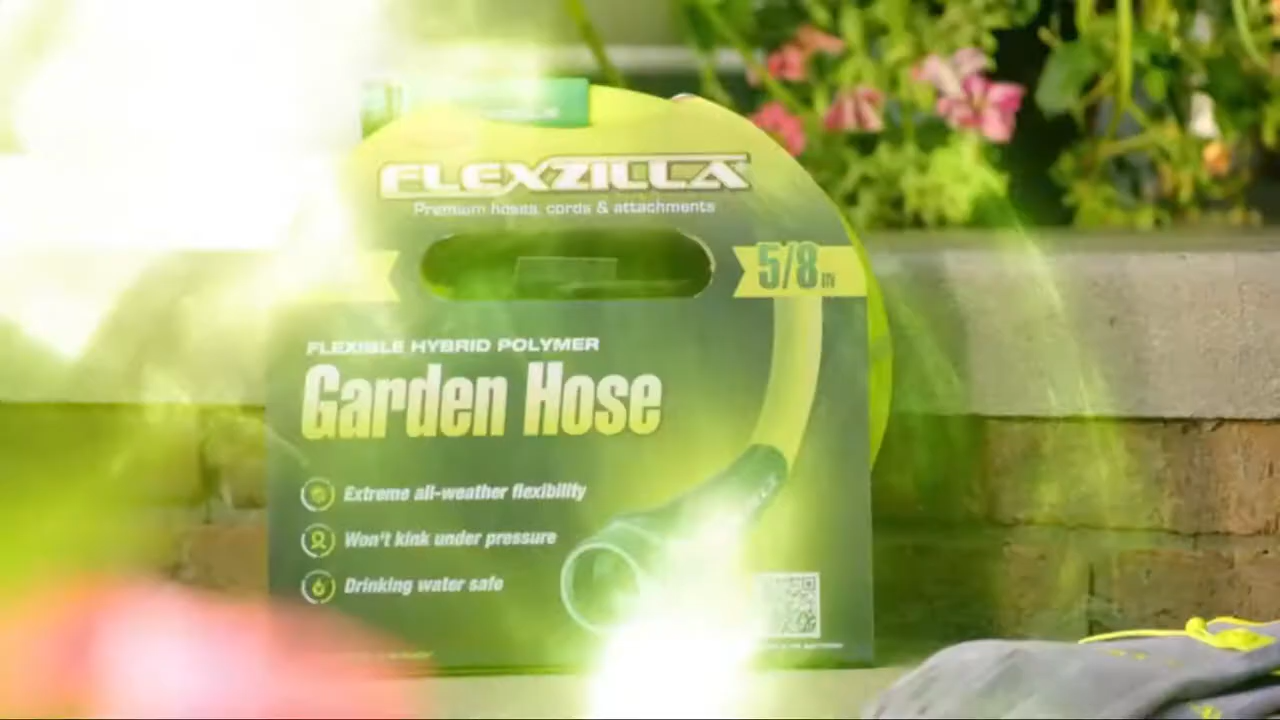 FLEXZILLA
Premium hoses, cords & attachments
5/8 IN
FLEXIBLE HYBRID POLYMER
Garden Hose
Extreme all-weather flexibility
Won't kink under pressure
Drinking water safe